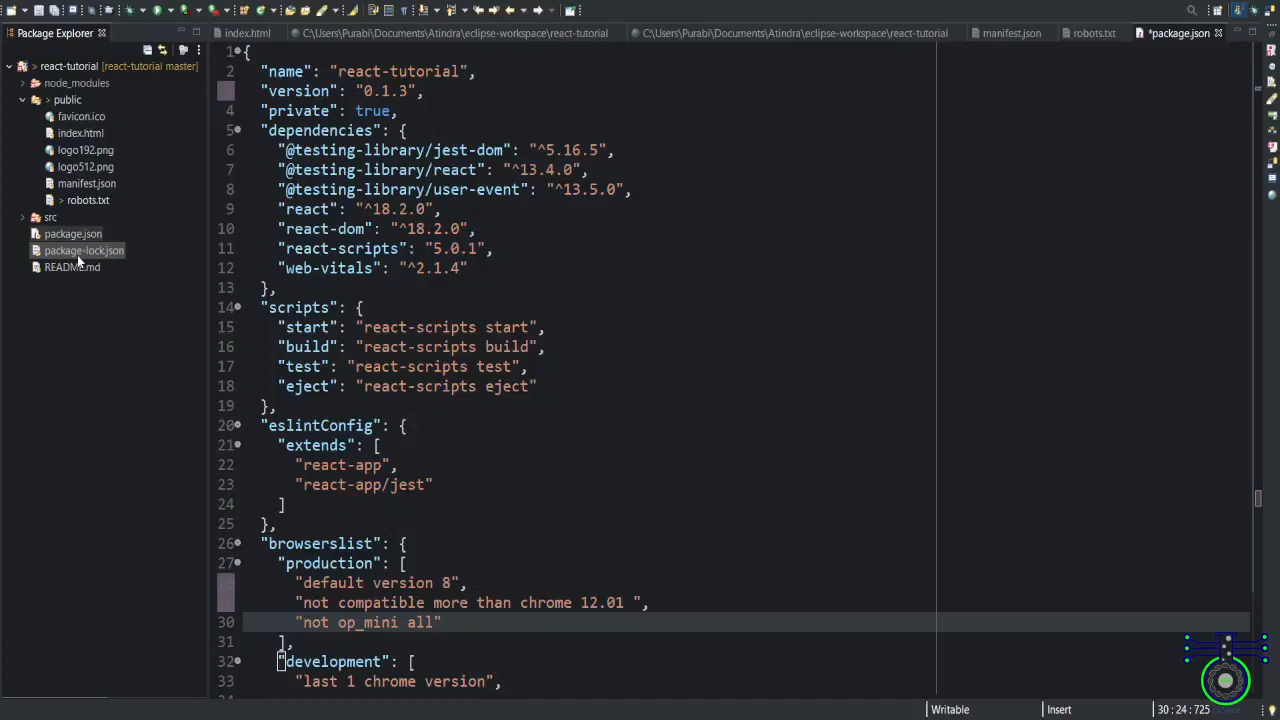 Package Explorer
index.html
C:\Users\Purabi\Documents\Atindra\eclipse-workspace\react-tutorial
C:\Users\Purabi\Documents\Atindra\eclipse-workspace\react-tutorial
manifest.json
robots.txt
*package.json
> react-tutorial [react-tutorial master]
node_modules
> public
favicon.ico
index.html
logo192.png
logo512.png
manifest.json
> robots.txt
src
package.json
package-lock.json
README.md
1 {
2 "name": "react-tutorial",
"version": "0.1.3",
4 "private": true,
5 "dependencies": {
6 "@testing-library/jest-dom": "^5.16.5",
7 "@testing-library/react": "^13.4.0",
8 "@testing-library/user-event": "^13.5.0",
9 "react": "^18.2.0",
10 "react-dom": "^18.2.0",
11 "react-scripts": "5.0.1",
12 "web-vitals": "^2.1.4"
13 },
14 "scripts": {
15 "start": "react-scripts start",
16 "build": "react-scripts build",
17 "test": "react-scripts test",
18 "eject": "react-scripts eject"
19 },
20 "eslintConfig": {
21 "extends": [
22 "react-app",
23 "react-app/jest"
24 ]
25 },
26 "browserslist": {
27 "production": [
"default version 8",
"not compatible more than chrome 12.01 ",
30 "not op_mini all"
31 ],
32 "development": [
33 "last 1 chrome version",
Writable
Insert
30 : 24 : 725